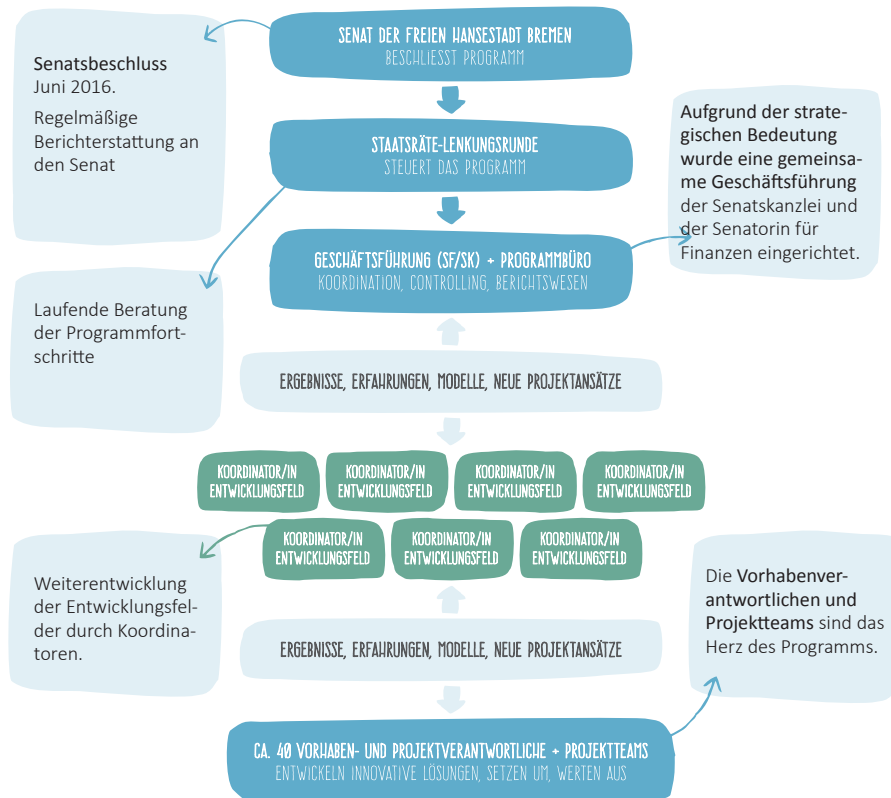 SENAT DER FREIEN HANSESTADT BREMEN
BESCHLIESST PROGRAMM
Senatsbeschluss
Juni 2016.
Regelmäßige
Berichterstattung an
den Senat
STAATSRÄTE-LENKUNGSRUNDE
STEUERT DAS PROGRAMM
Aufgrund der strate-
gischen Bedeutung
wurde eine gemeinsa-
me Geschäftsführung
der Senatskanzlei und
der Senatorin für
Finanzen eingerichtet.
GESCHÄFTSFÜHRUNG (SF/SK) + PROGRAMMBÜRO
KOORDINATION, CONTROLLING, BERICHTSWESEN
Laufende Beratung
der Programmfort-
schritte
ERGEBNISSE, ERFAHRUNGEN, MODELLE, NEUE PROJEKTANSÄTZE
KOORDINATOR/IN
ENTWICKLUNGSFELD
KOORDINATOR/IN
ENTWICKLUNGSFELD
KOORDINATOR/IN
ENTWICKLUNGSFELD
KOORDINATOR/IN
ENTWICKLUNGSFELD
KOORDINATOR/IN
ENTWICKLUNGSFELD
KOORDINATOR/IN
ENTWICKLUNGSFELD
KOORDINATOR/IN
ENTWICKLUNGSFELD
Weiterentwicklung
der Entwicklungsfel-
der durch Koordina-
toren.
Die Vorhabenver-
antwortlichen und
Projektteams sind das
Herz des Programms.
ERGEBNISSE, ERFAHRUNGEN, MODELLE, NEUE PROJEKTANSÄTZE
CA. 40 VORHABEN- UND PROJEKTVERANTWORTLICHE + PROJEKTTEAMS
ENTWICKELN INNOVATIVE LÖSUNGEN, SETZEN UM, WERTEN AUS